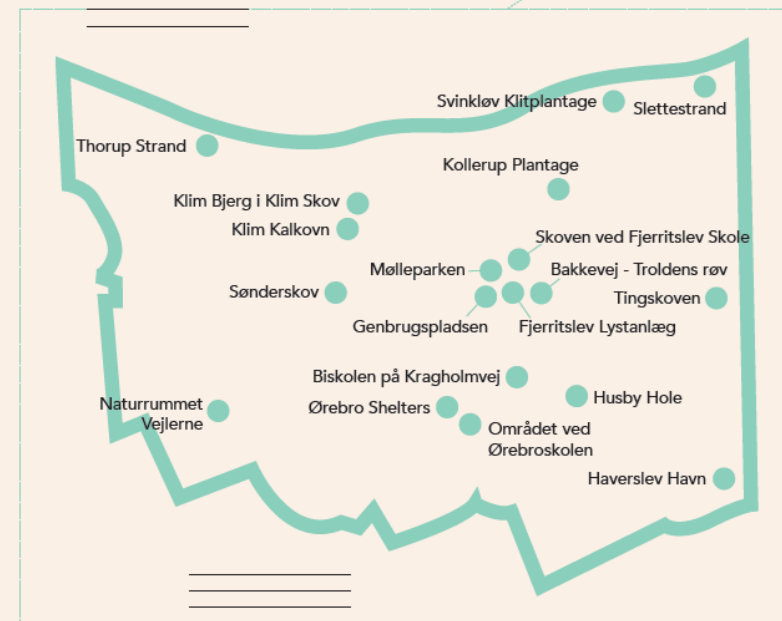 Svinkløv Klitplantage
Slettestrand
Thorup Strand
Kollerup Plantage
Klim Bjerg i Klim Skov
Klim Kalkovn
Skoven ved Fjerritslev Skole
Mølleparken
Bakkevej - Troldens røv
Sønderskov
Tingskoven
Genbrugspladsen
Fjerritslev Lystanlæg
Biskolen på Kragholmvej
Husby Hole
Naturrummet
Vejlerne
Ørebro Shelters
Området ved
Ørebroskolen
Haverslev Havn